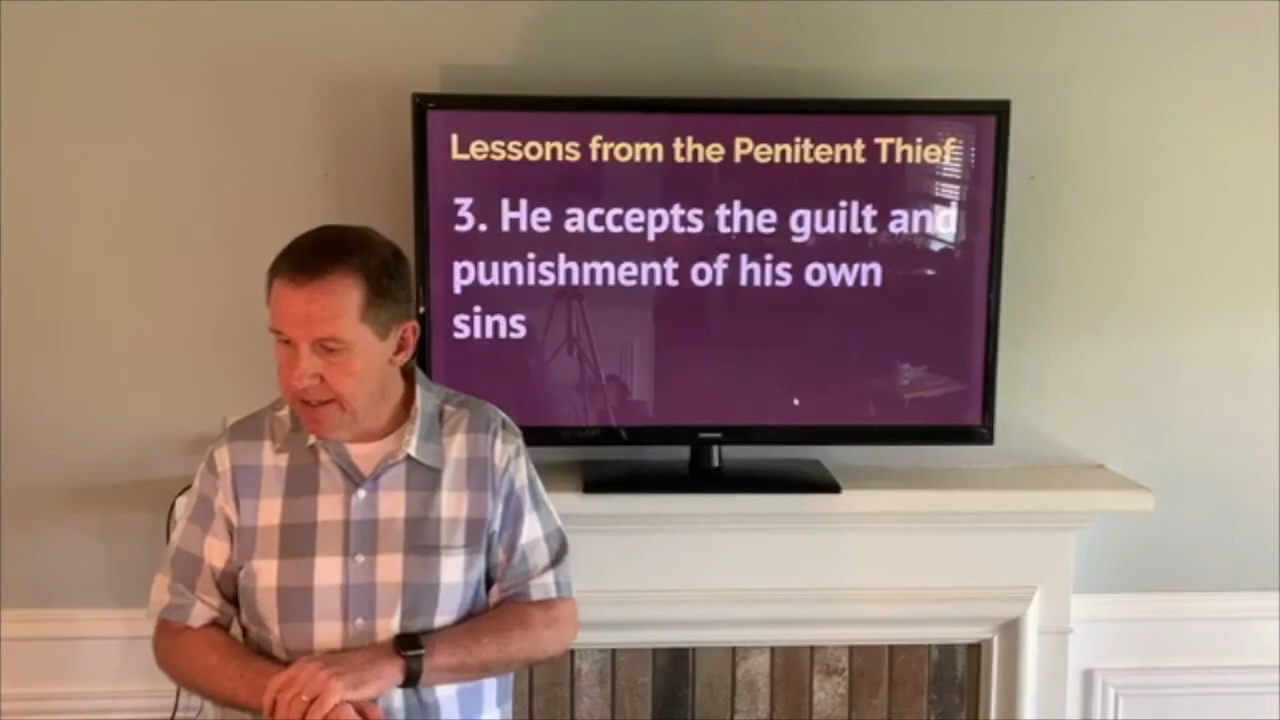 Lessons from the Penitent Thief
3. He accepts the guilt and
punishment of his own
sins